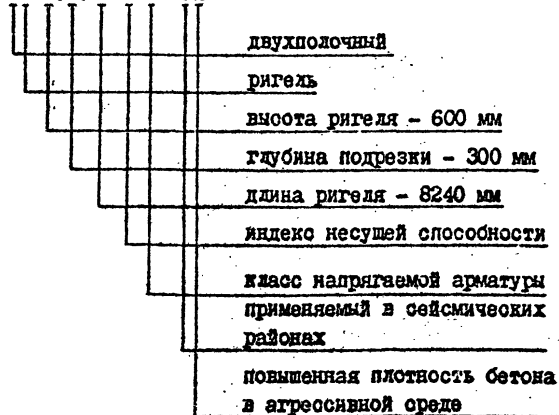 двухполочный
ригель
высота ригеля - 600 мм
глубина подрезки - 300 мм
длина ригеля - 8240 мм
индекс несущей способности
класс напрягаемой арматуры
применяемый в сейсмических
районах
повышенная плотность бетона
в агрессивной среде